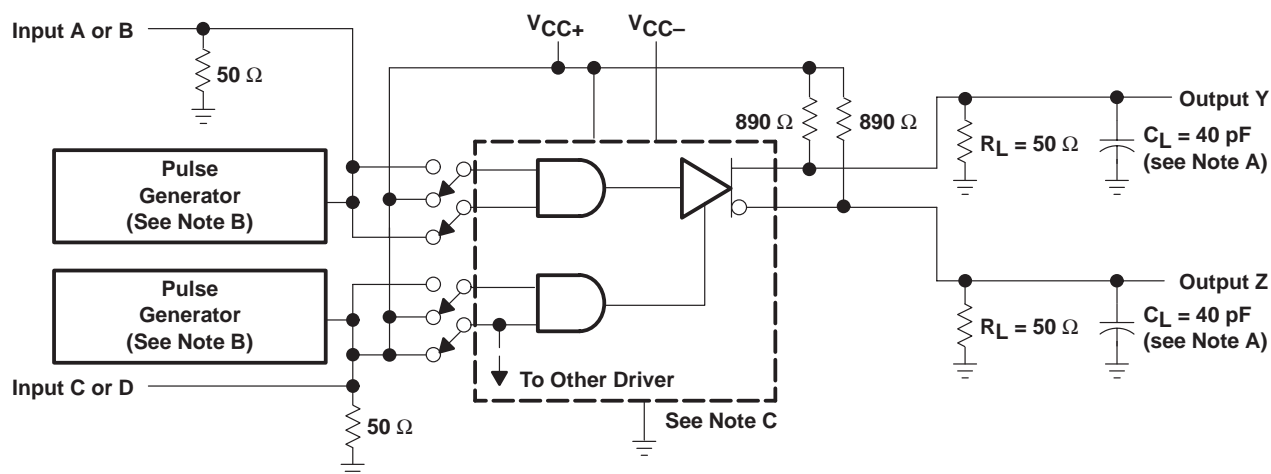 VCC+ VCC–
Input A or B
50 Ω
890 Ω 890 Ω
Output Y
RL = 50 Ω
CL = 40 pF
(see Note A)
Pulse
Generator
(See Note B)
Pulse
Generator
(See Note B)
Output Z
RL = 50 Ω
CL = 40 pF
(see Note A)
To Other Driver
Input C or D
See Note C
50 Ω